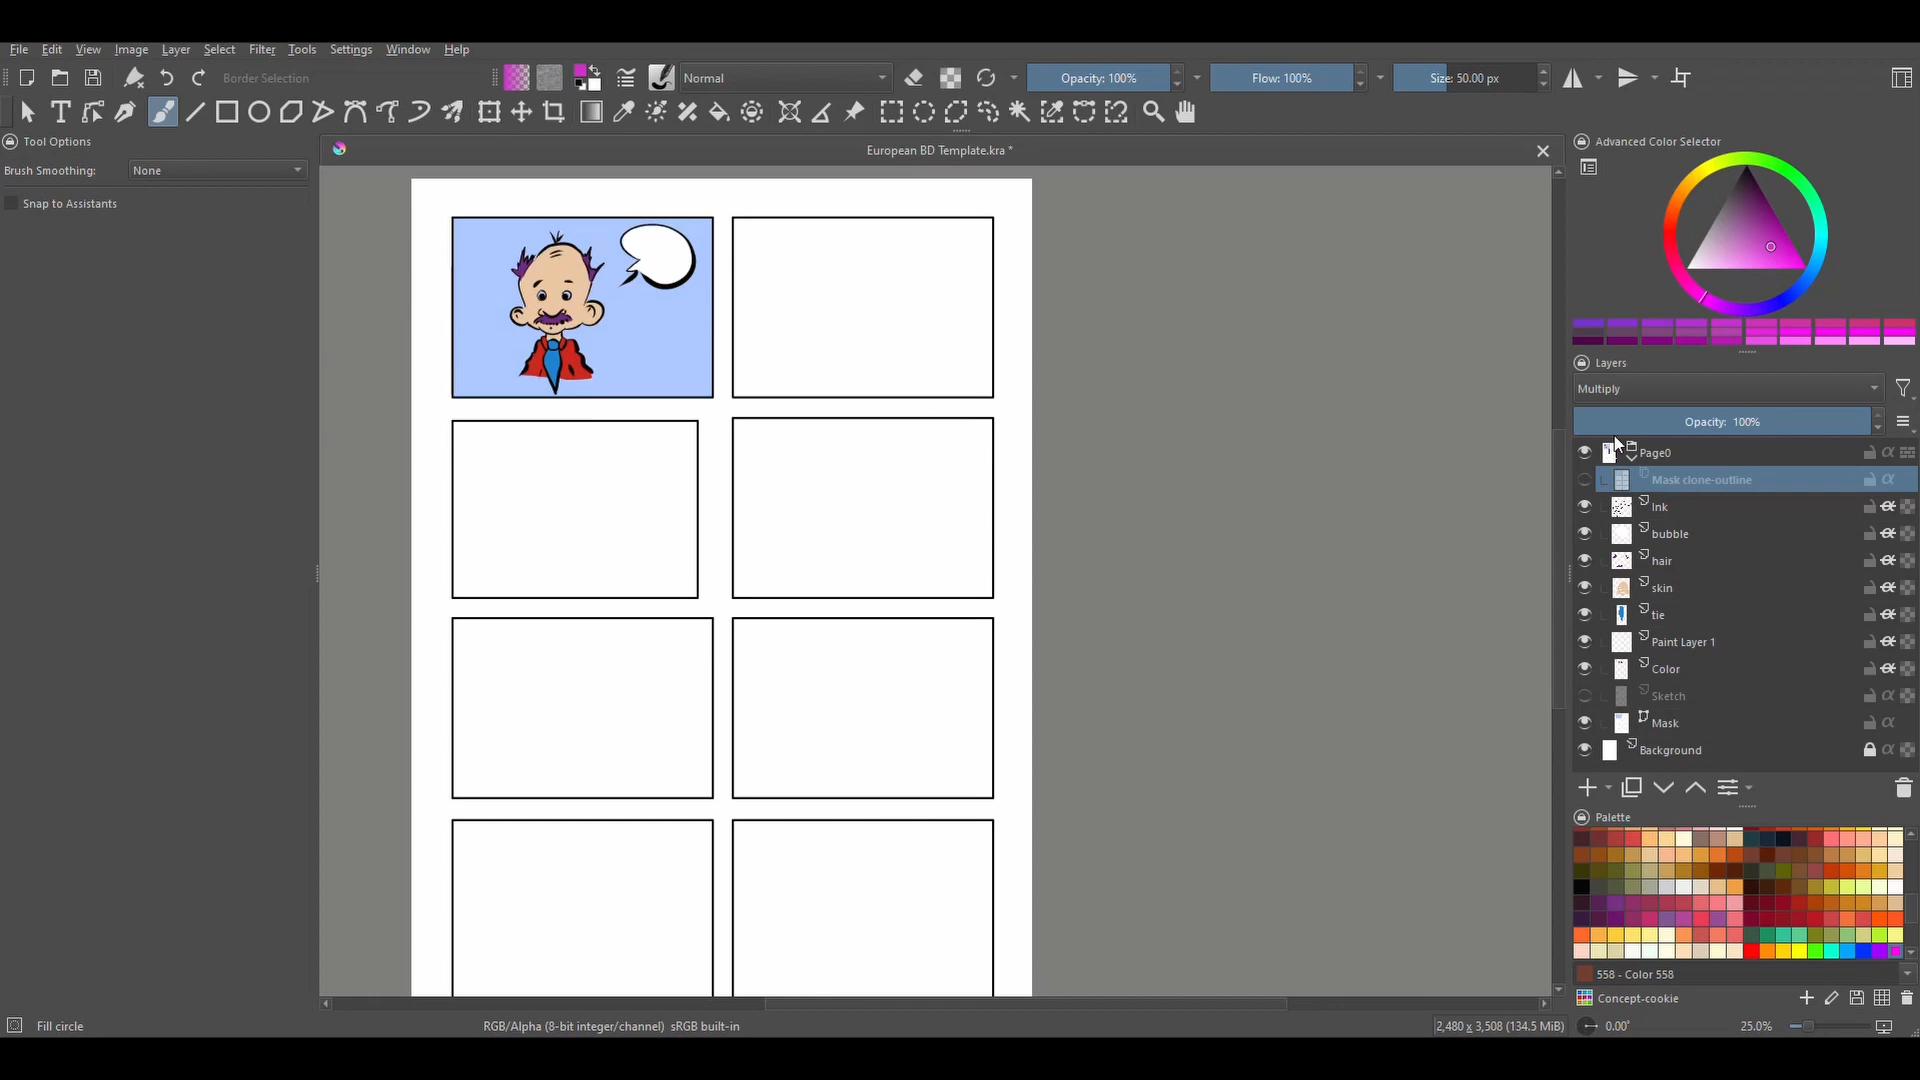 File Edit View Image Layer Select Filter Tools Settings Window Help
Border Selection
Normal
Opacity: 100%
Flow: 100%
Size: 50.00 px
Tool Options
European BD Template.kra *
Advanced Color Selector
Brush Smoothing: None
Snap to Assistants
Layers
Multiply
Opacity: 100%
Page0
Mask clone-outline
Ink
bubble
hair
skin
tie
Paint Layer 1
Color
Sketch
Mask
Background
Palette
558 - Color 558
Concept-cookie
Fill circle
RGB/Alpha (8-bit integer/channel) sRGB built-in
2,480 x 3,508 (134.5 MiB)
0.00°
25.0%